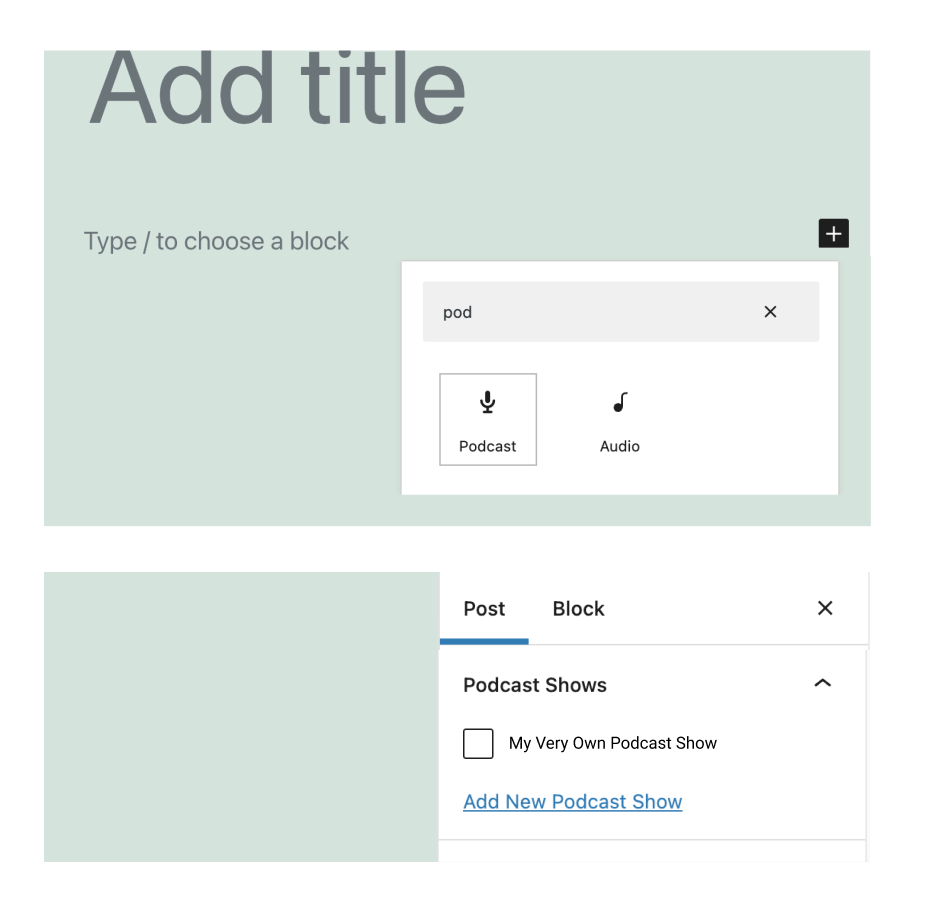 Add title
Type / to choose a block
pod
Podcast
Audio
Post
Block
Podcast Shows
My Very Own Podcast Show
Add New Podcast Show